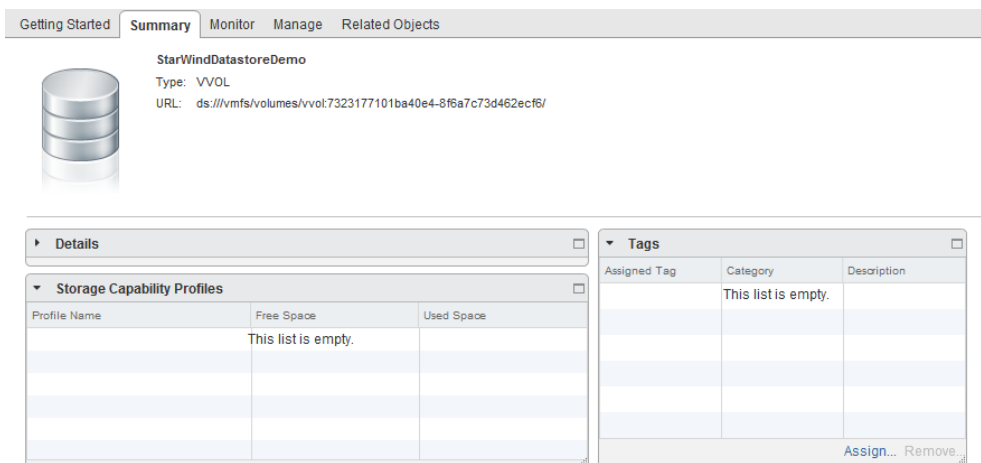 Getting Started Summary Monitor Manage Related Objects
StarWindDatastoreDemo
Type: VVOL
URL: ds:///vmfs/volumes/vvol:7323177101ba40e4-8f6a7c73d462ecf6/
Details
Storage Capability Profiles
Profile Name Free Space Used Space
This list is empty.
Tags
Assigned Tag Category Description
This list is empty.
Assign... Remove...